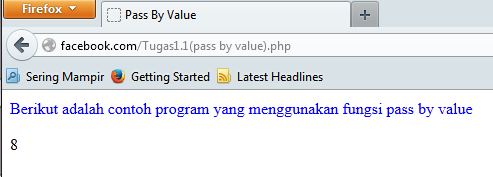 Firefox
Pass By Value
facebook.com/Tugas1.1(pass by value).php
Sering Mampir Getting Started Latest Headlines
Berikut adalah contoh program yang menggunakan fungsi pass by value
8